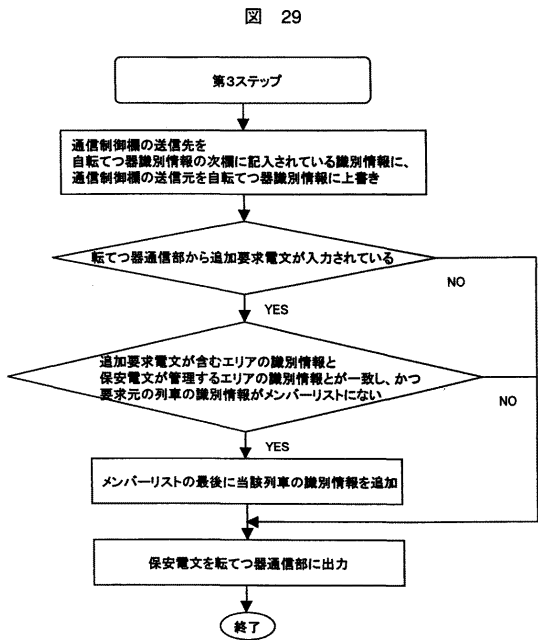 図 29
第3ステップ
通信制御欄の送信先を
自転てつ器識別情報の次欄に記入されている識別情報に、
通信制御欄の送信元を自転てつ器識別情報に上書き
転てつ器通信部から追加要求電文が入力されている
NO
YES
追加要求電文が含むエリアの識別情報と
保安電文が管理するエリアの識別情報とが一致し、かつ
要求元の列車の識別情報がメンバーリストにない
NO
YES
メンバーリストの最後に当該列車の識別情報を追加
保安電文を転てつ器通信部に出力
終了